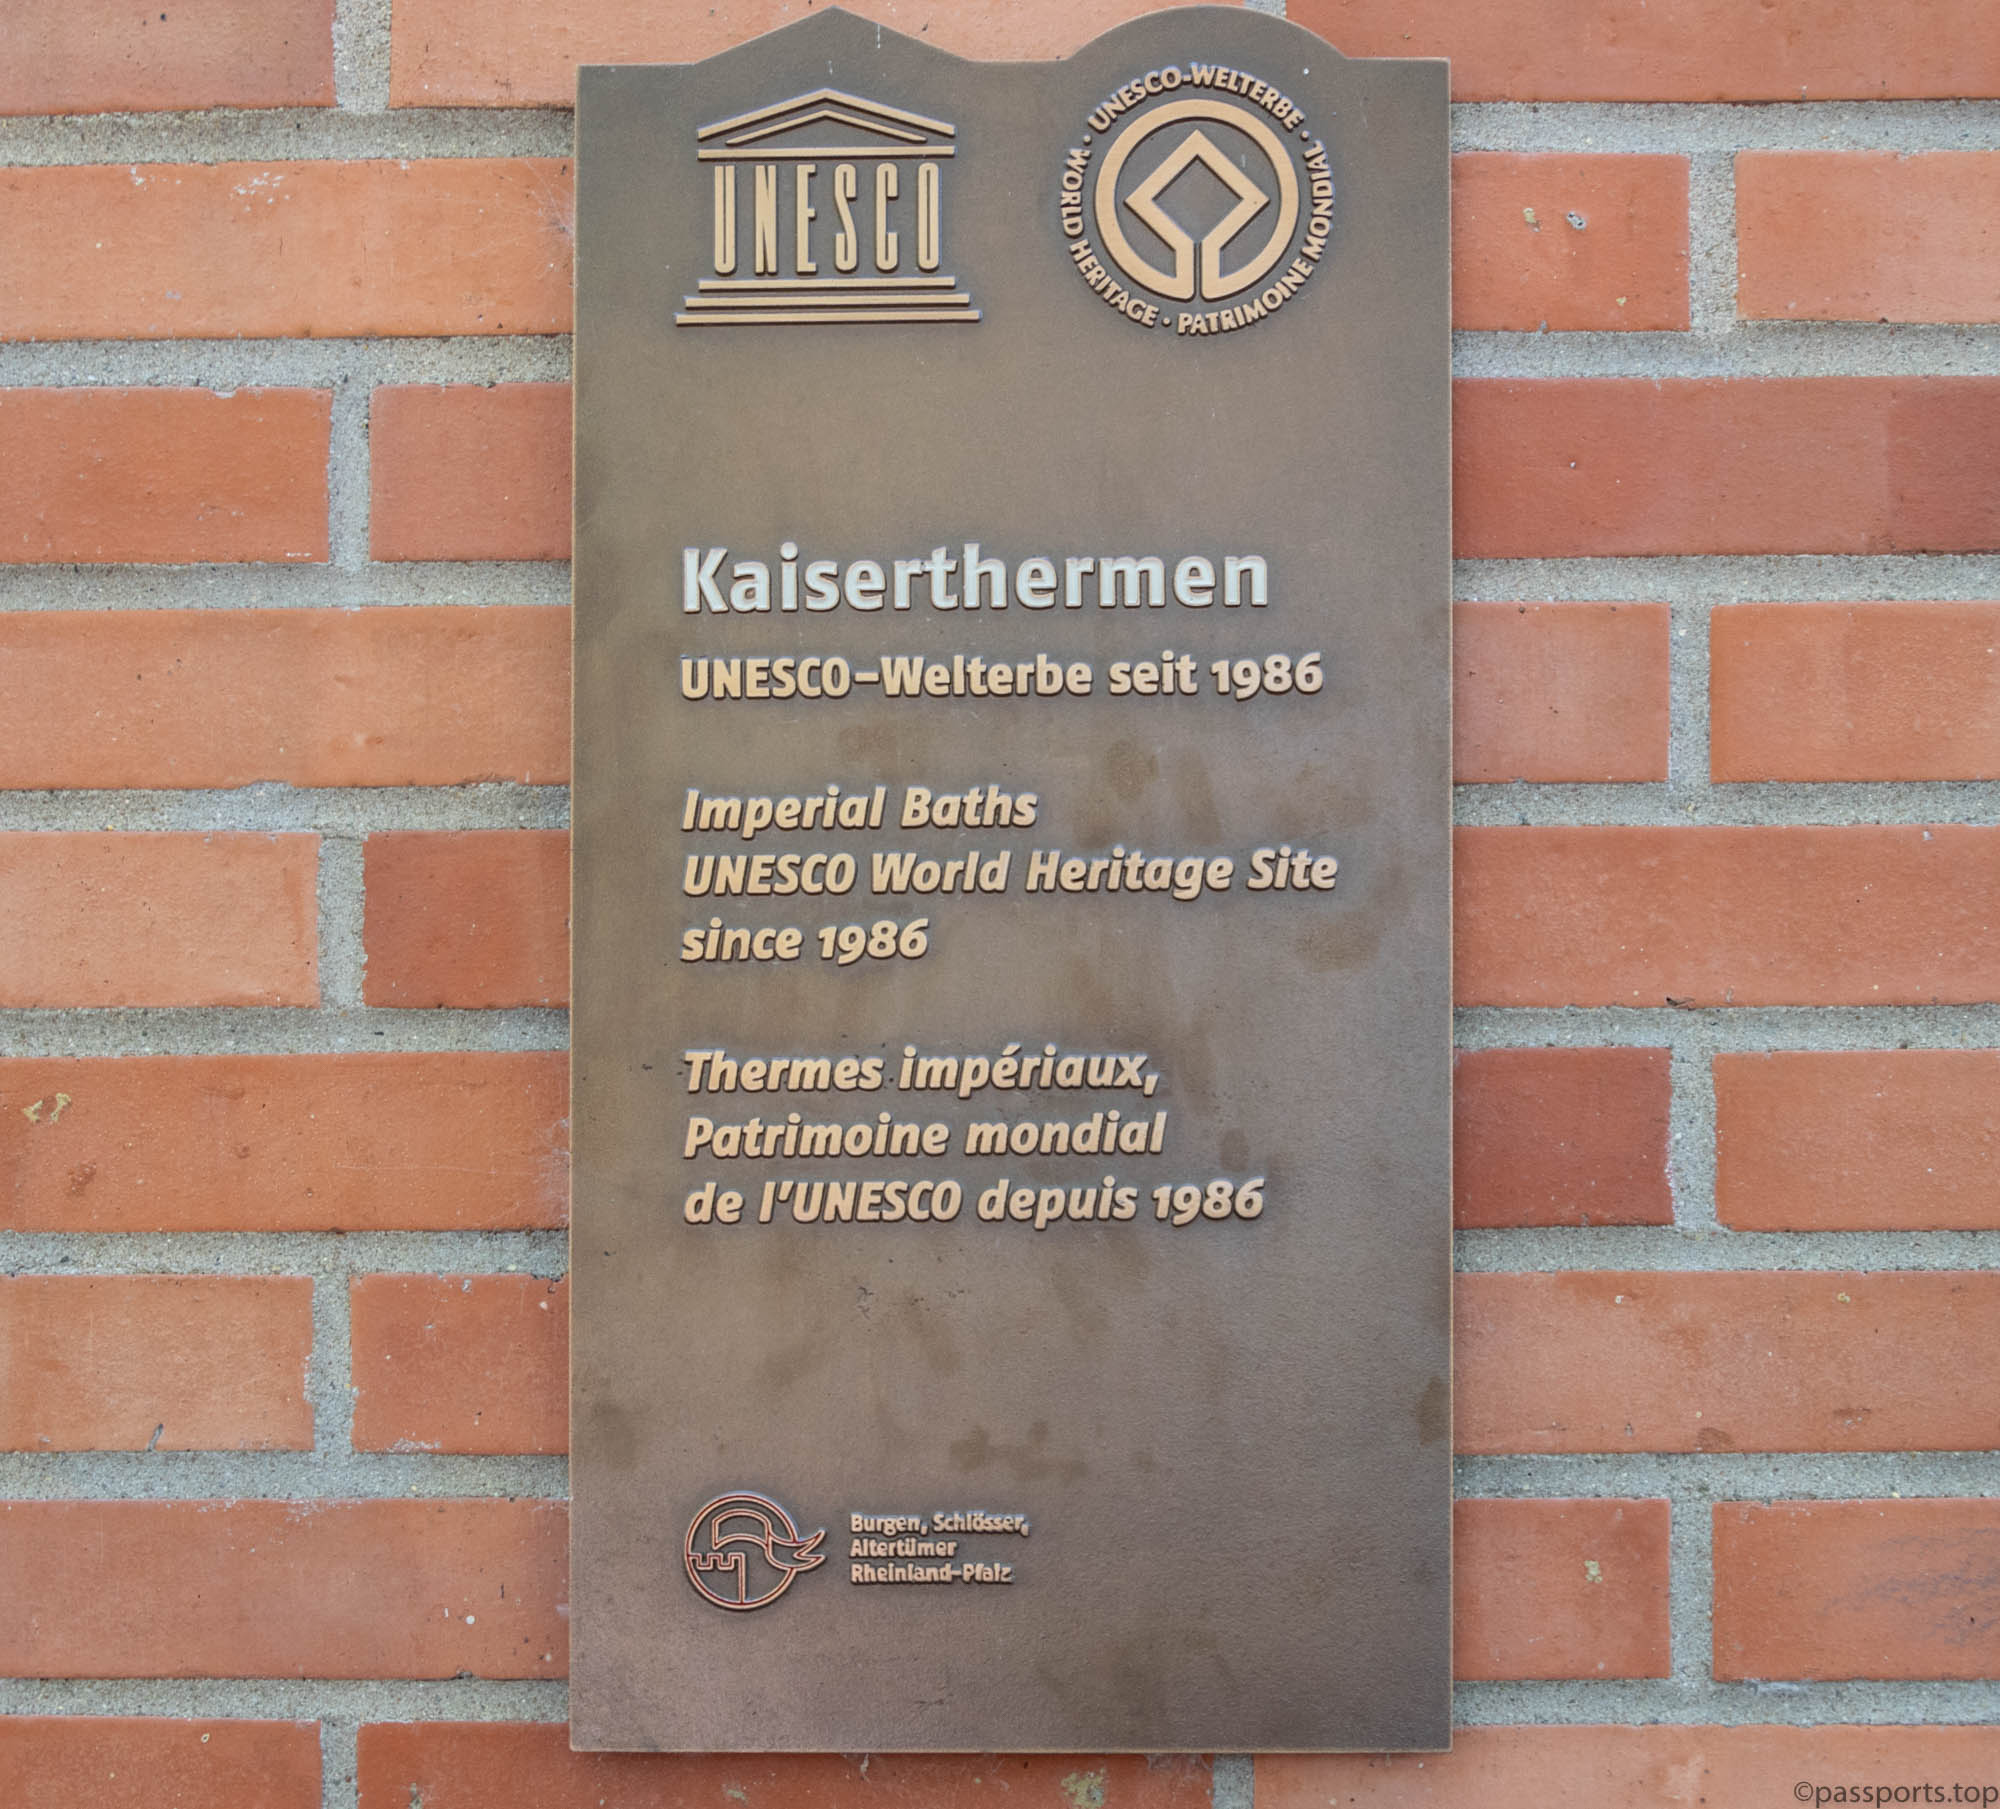 UNESCO
UNESCO-WELTERBE · WORLD HERITAGE · PATRIMOINE MONDIAL ·
Kaiserthermen
UNESCO-Welterbe seit 1986
Imperial Baths
UNESCO World Heritage Site
since 1986
Thermes impériaux,
Patrimoine mondial
de l'UNESCO depuis 1986
Burgen, Schlösser,
Altertümer
Rheinland-Pfalz
©passports.top